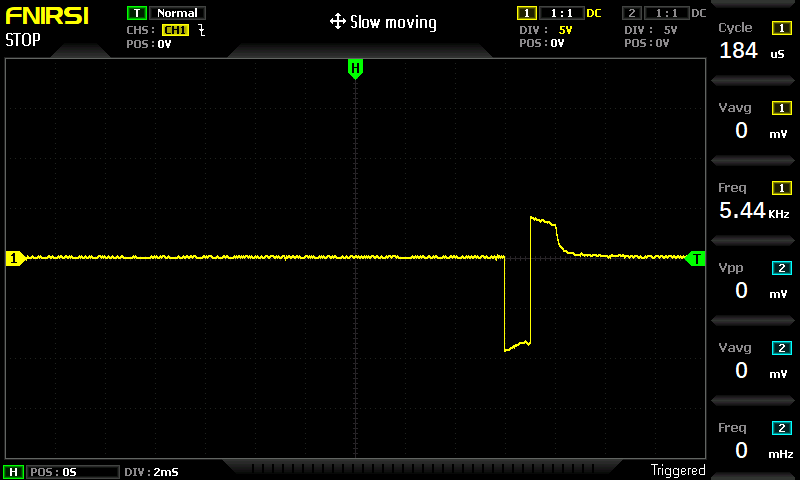 FNIRSI
STOP
T Normal
CHS: CH1
POS: 0V
Slow moving
1 1:1 DC
DIV: 5V
POS: 0V
2 1:1 DC
DIV: 5V
POS: 0V
H
1
T
Cycle 1
184 uS
Vavg 1
0 mV
Freq 1
5.44 KHz
Vpp 2
0 mV
Vavg 2
0 mV
Freq 2
0 mHz
H POS: 0S DIV: 2mS
Triggered